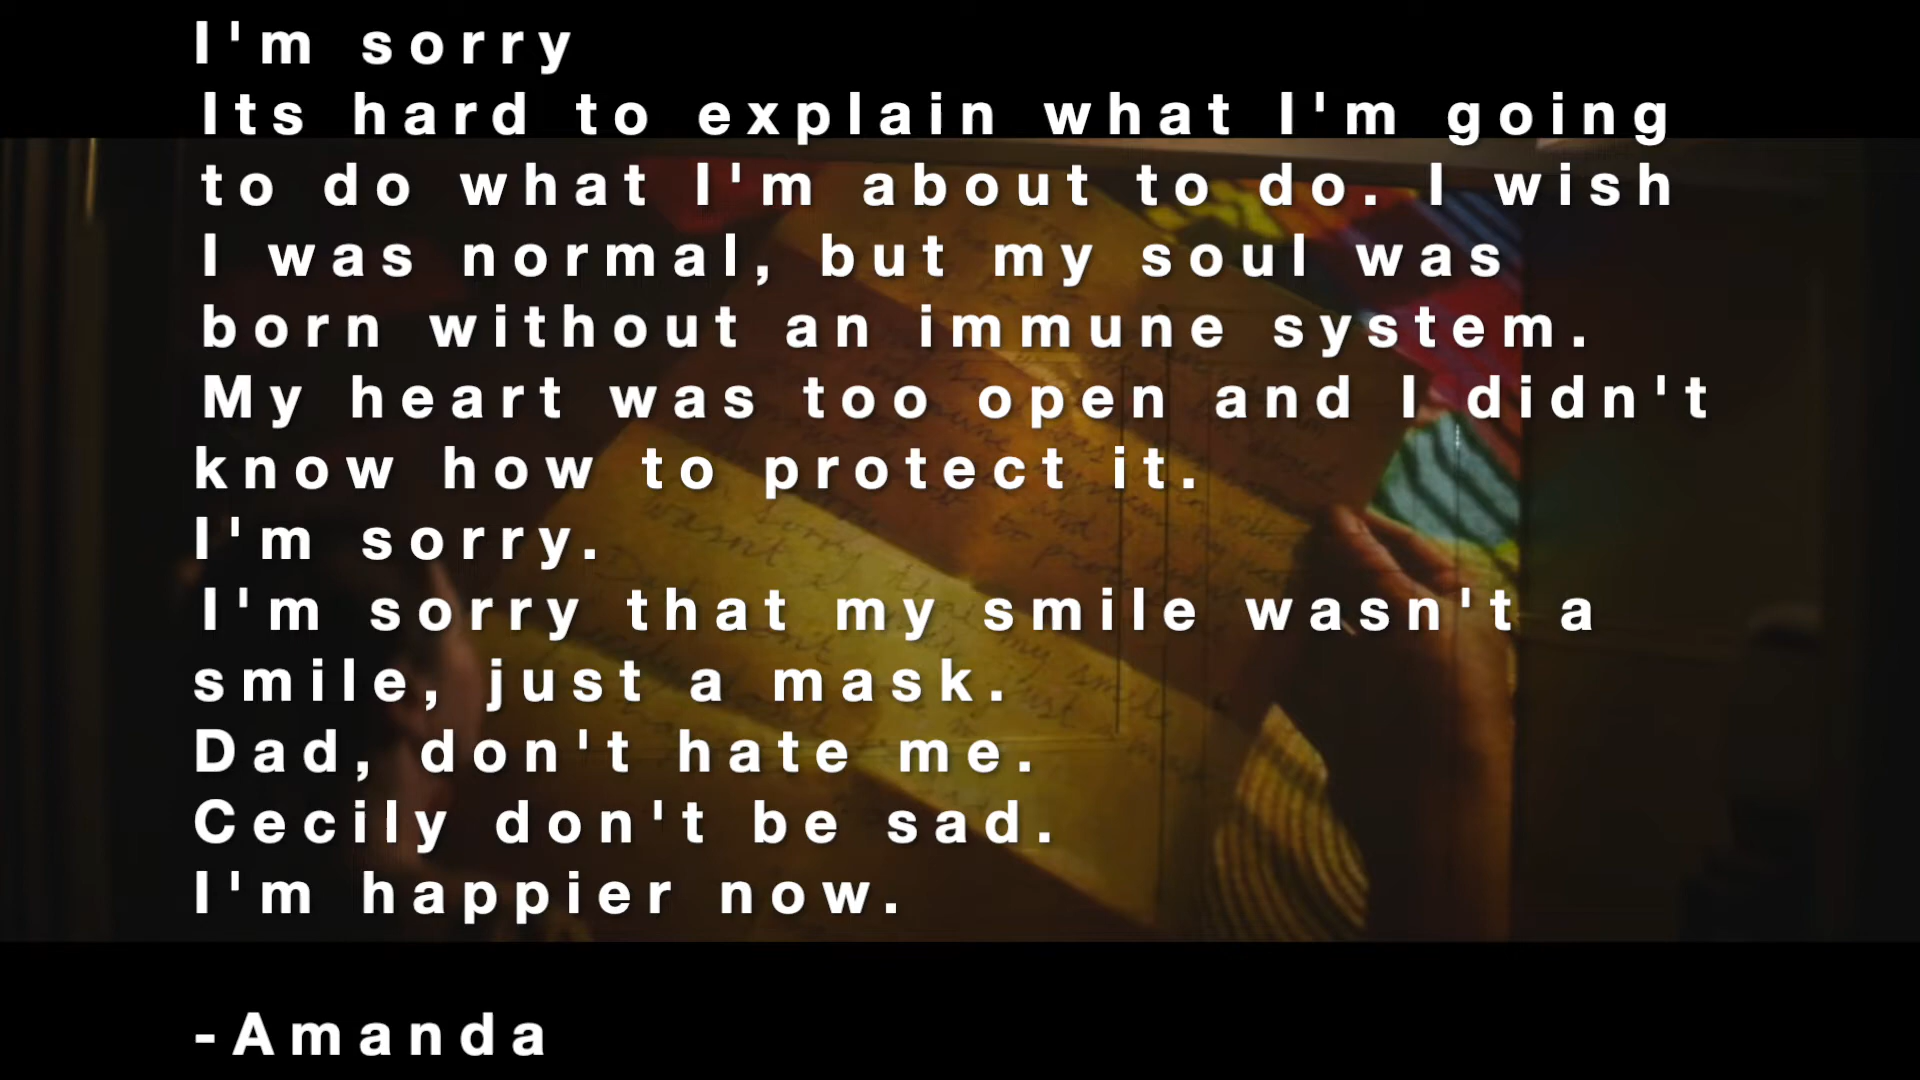 I'm sorry
Its hard to explain what I'm going
to do what I'm about to do. I wish
I was normal, but my soul was
born without an immune system.
My heart was too open and I didn't
know how to protect it.
I'm sorry.
I'm sorry that my smile wasn't a
smile, just a mask.
Dad, don't hate me.
Cecily don't be sad.
I'm happier now.
-Amanda